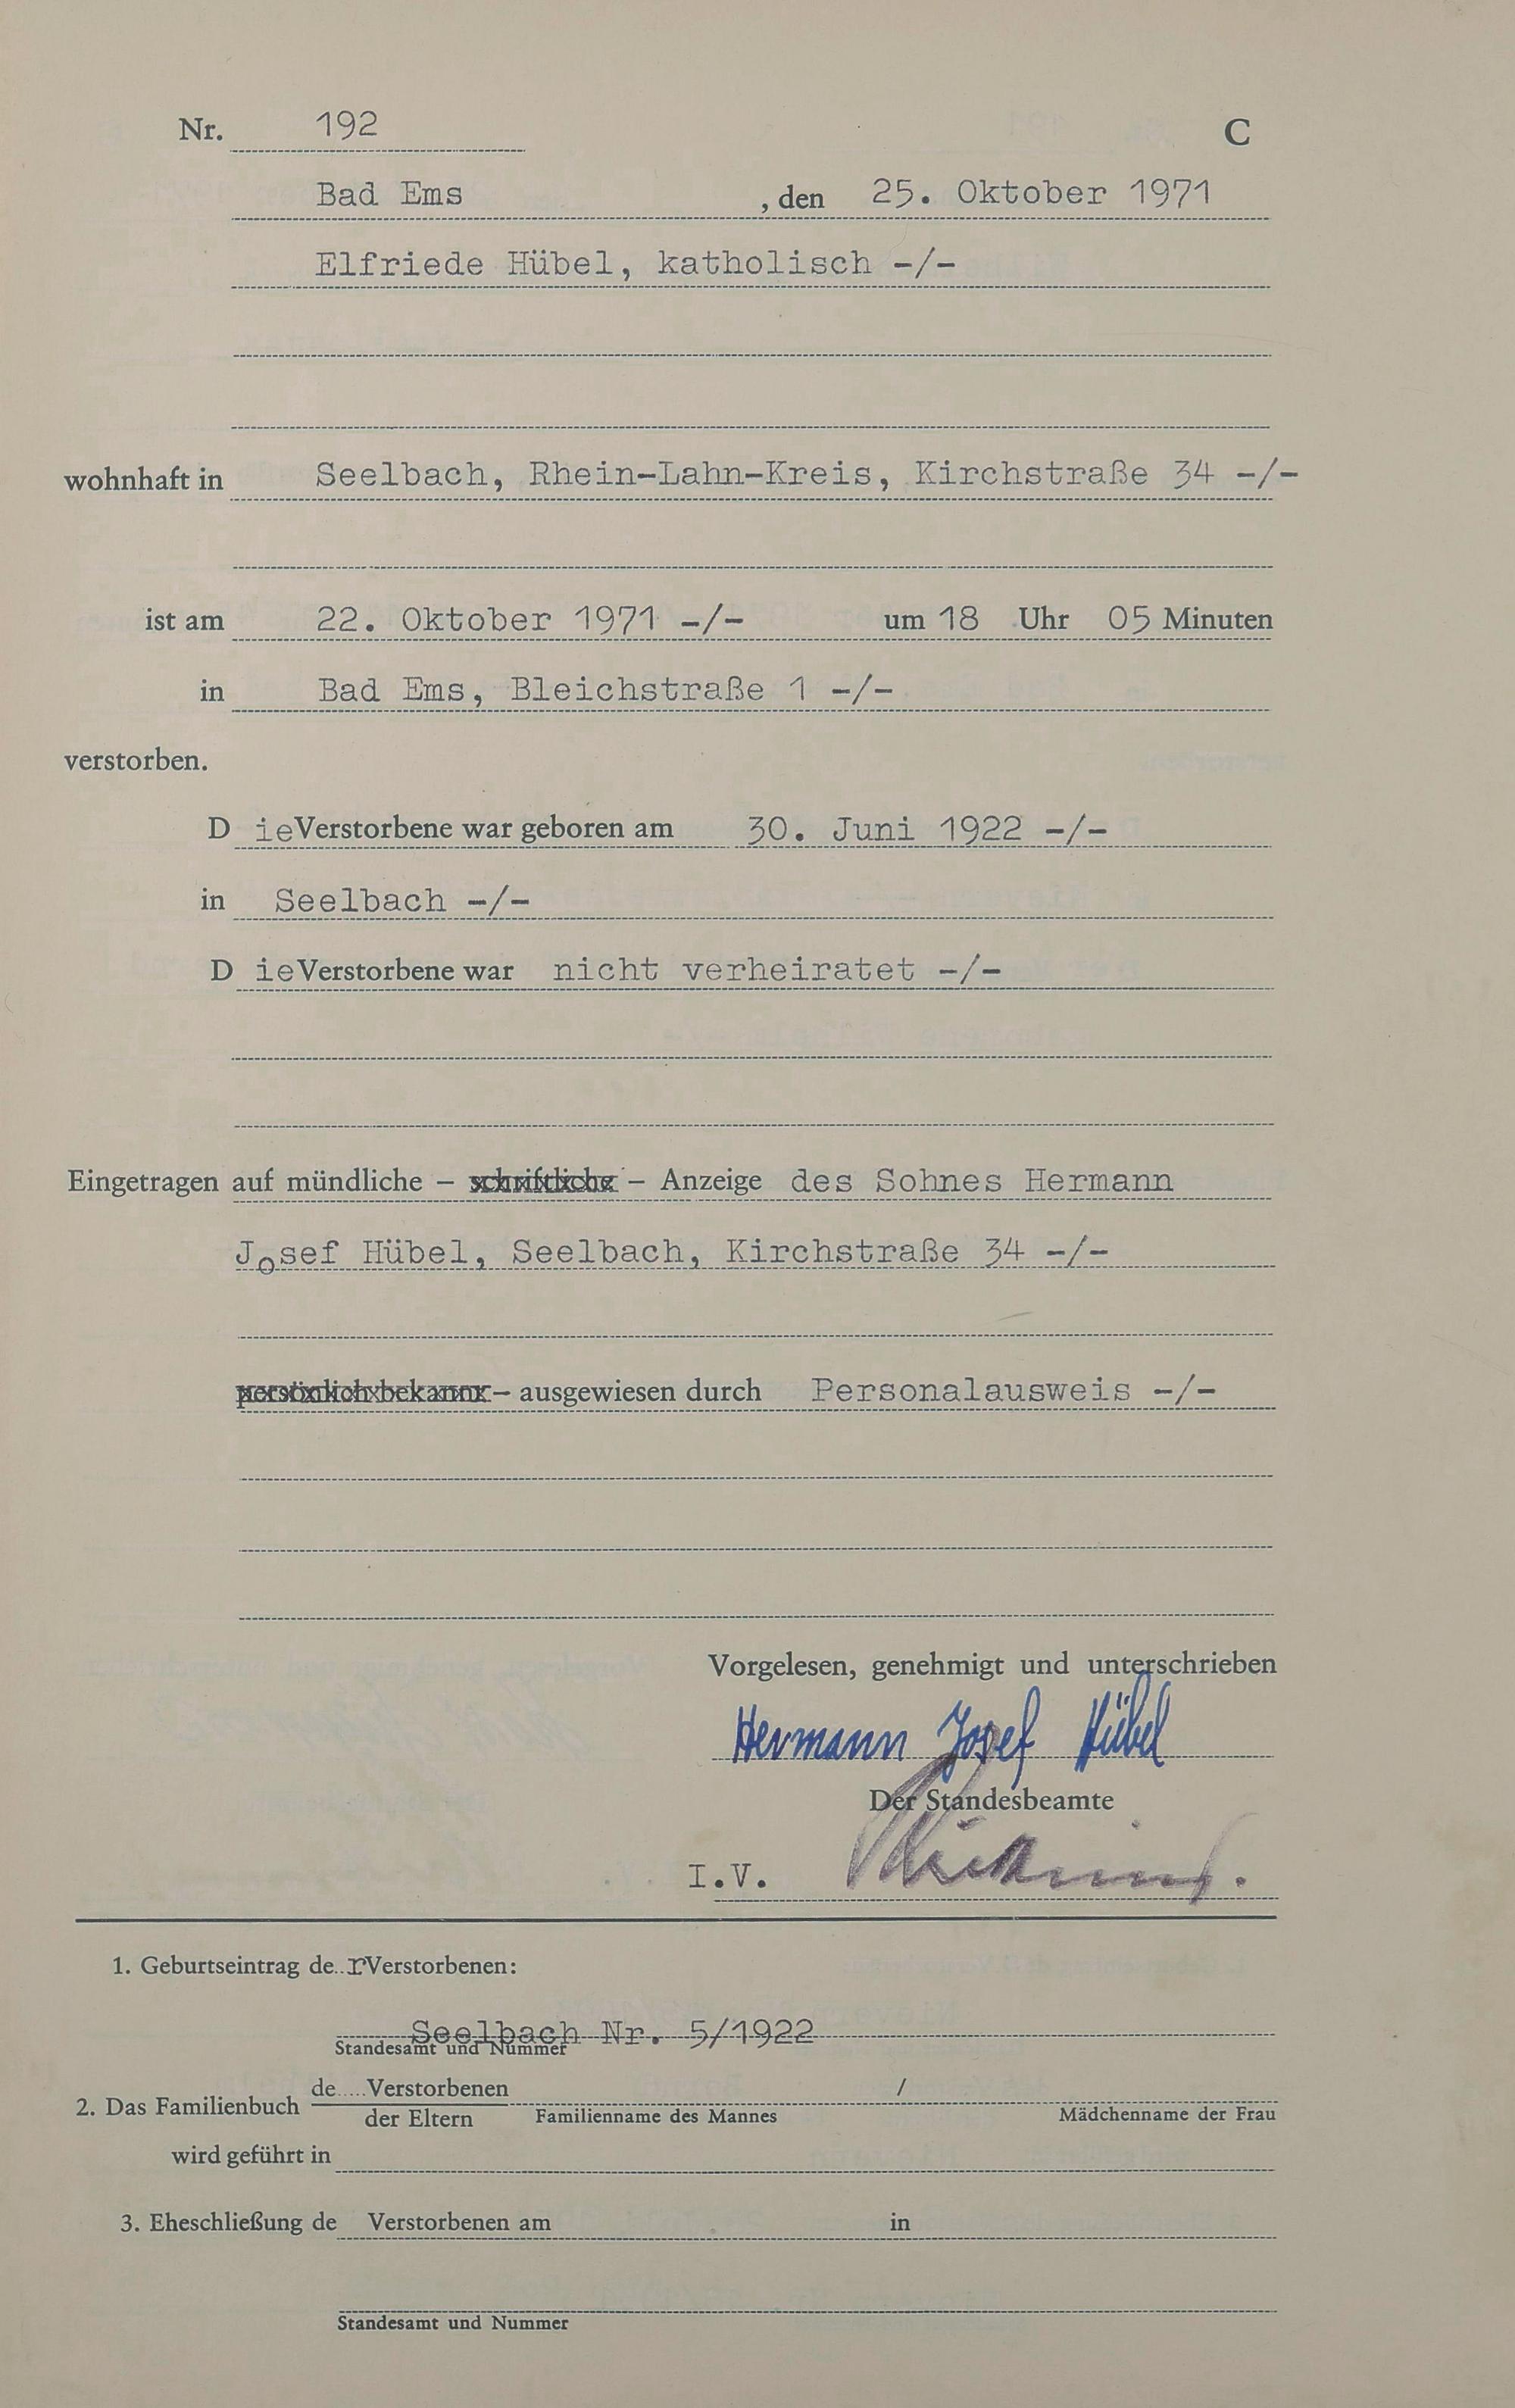 Nr. 192 C
Bad Ems , den 25. Oktober 1971
Elfriede Hübel, katholisch -/-
wohnhaft in Seelbach, Rhein-Lahn-Kreis, Kirchstraße 34 -/-
ist am 22. Oktober 1971 -/- um 18 Uhr 05 Minuten
in Bad Ems, Bleichstraße 1 -/-
verstorben.
D ie Verstorbene war geboren am 30. Juni 1922 -/-
in Seelbach -/-
D ie Verstorbene war nicht verheiratet -/-
Eingetragen auf mündliche – schriftliche – Anzeige des Sohnes Hermann
Josef Hübel, Seelbach, Kirchstraße 34 -/-
persönlich bekannt – ausgewiesen durch Personalausweis -/-
Vorgelesen, genehmigt und unterschrieben
Hermann Josef Hübel
Der Standesbeamte
I.V.
1. Geburtseintrag de..r Verstorbenen:
Seelbach Nr. 5/1922
Standesamt und Nummer
de..... Verstorbenen /
2. Das Familienbuch
der Eltern Familienname des Mannes Mädchenname der Frau
wird geführt in
3. Eheschließung de Verstorbenen am in
Standesamt und Nummer